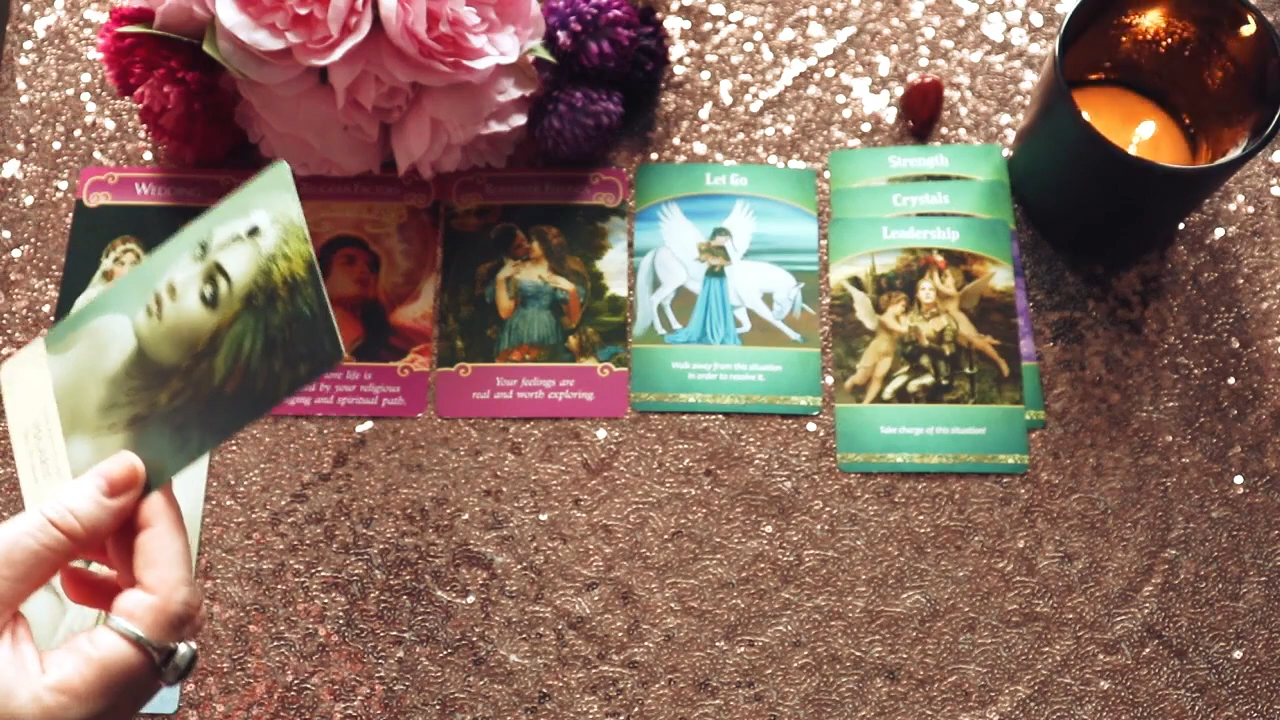 Wedding
Let Go
Strength
Crystals
Leadership
Walk away from this situation
in order to resolve it.
Your feelings are
real and worth exploring.
life is
by your religious
and spiritual path.
Take charge of this situation!